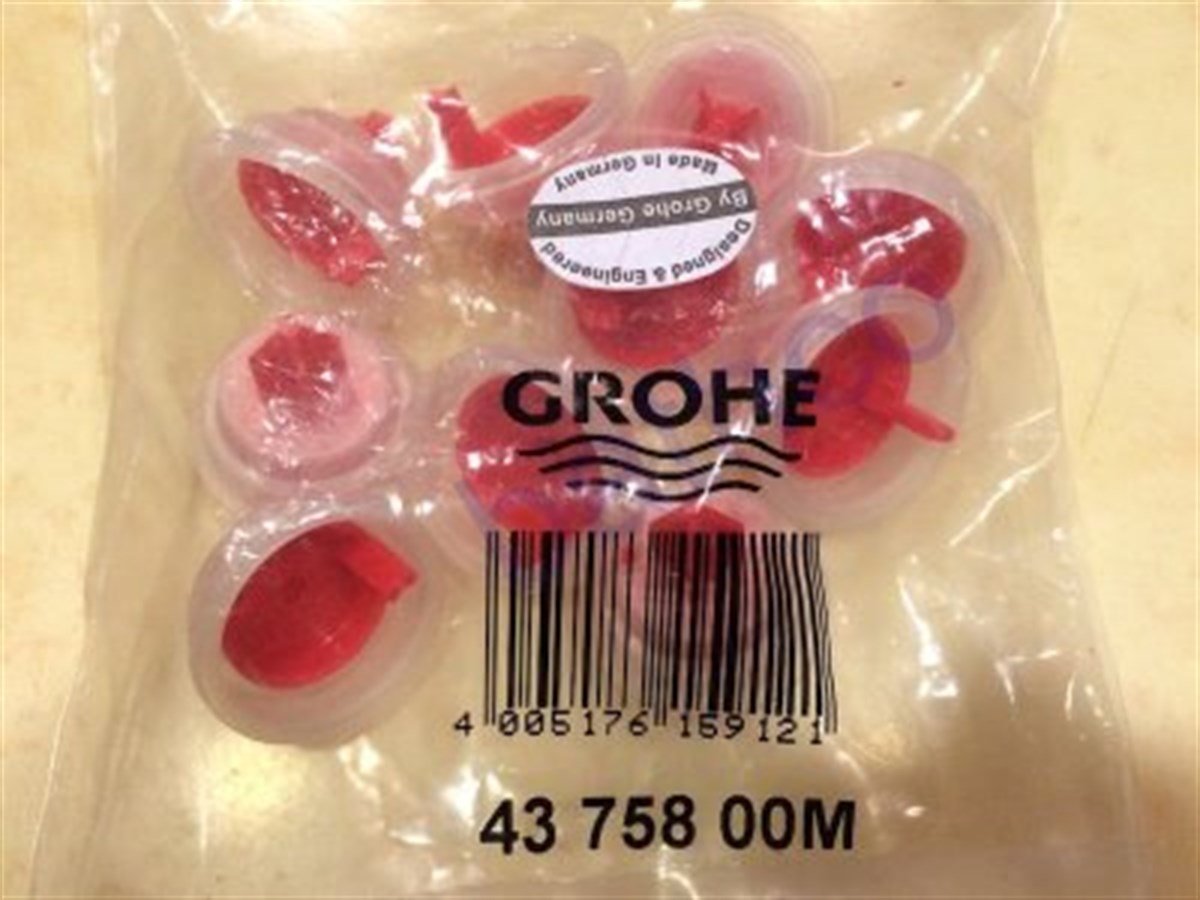 Designed & Engineered
By Grohe Germany
Made in Germany
GROHE
4 005176 159121
43 758 00M